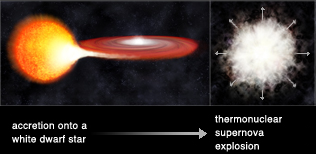 accretion onto a
white dwarf star
thermonuclear
supernova
explosion